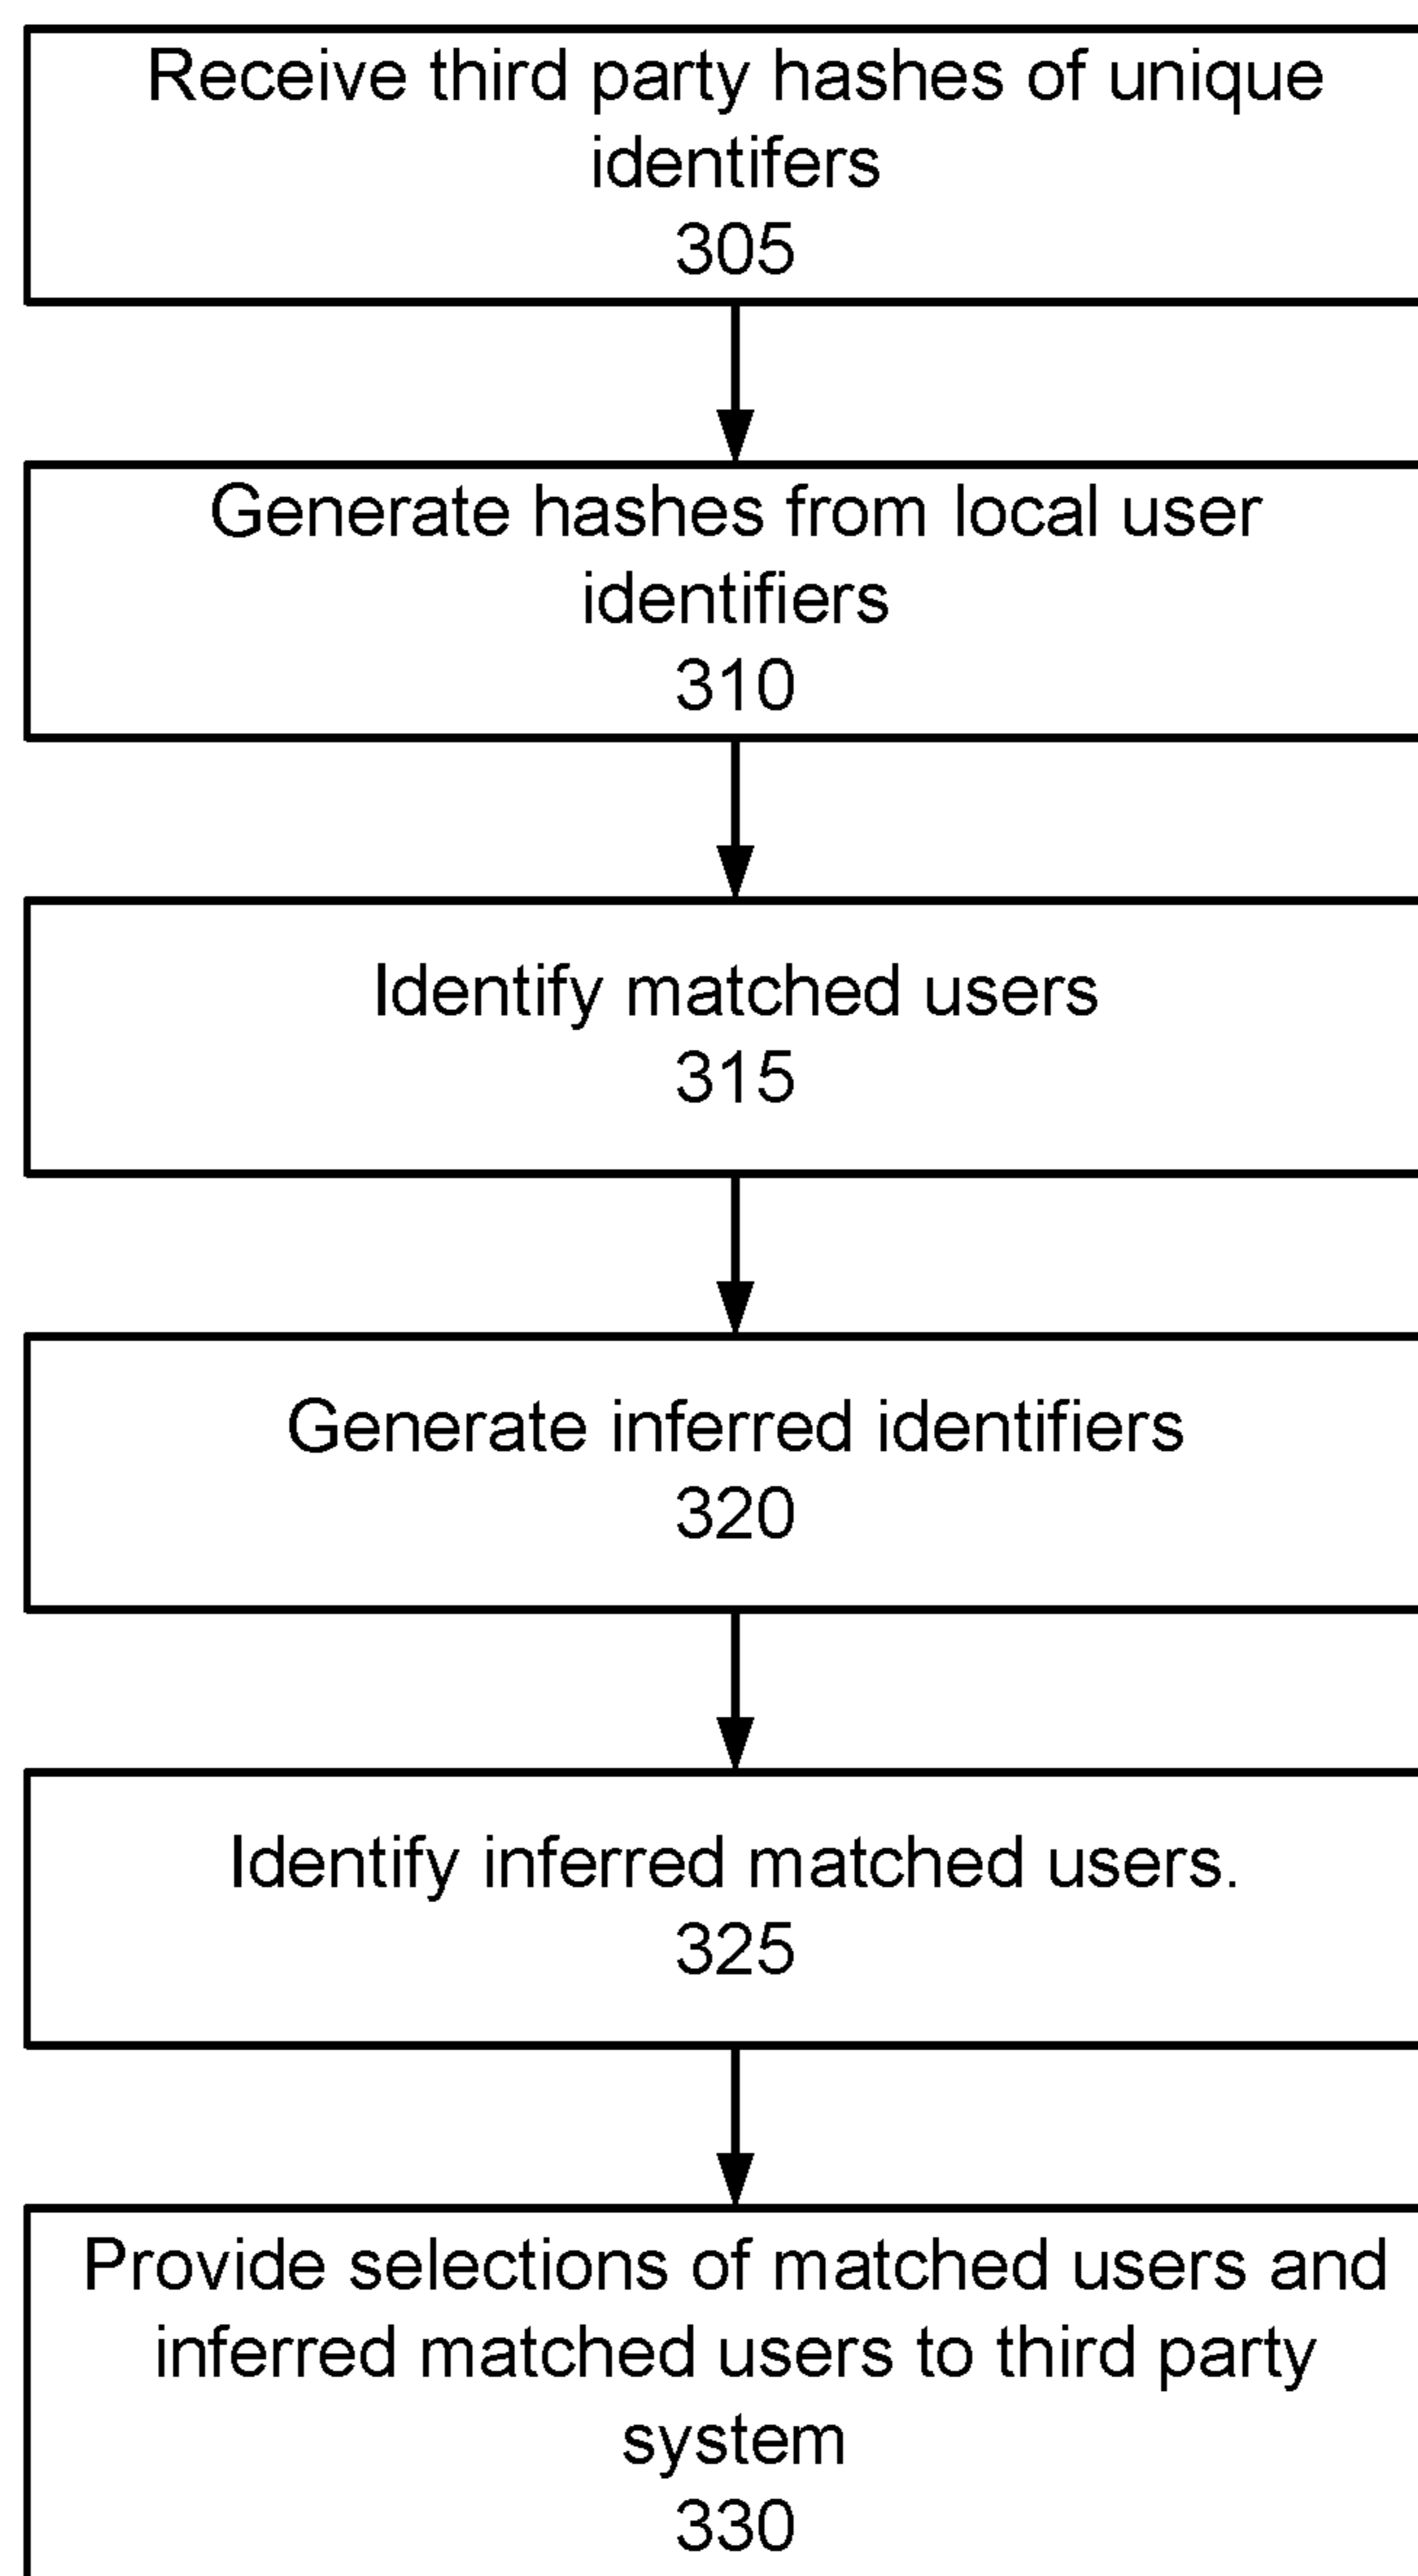 Receive third party hashes of unique
identifers
305
Generate hashes from local user
identifiers
310
Identify matched users
315
Generate inferred identifiers
320
Identify inferred matched users.
325
Provide selections of matched users and
inferred matched users to third party
system
330